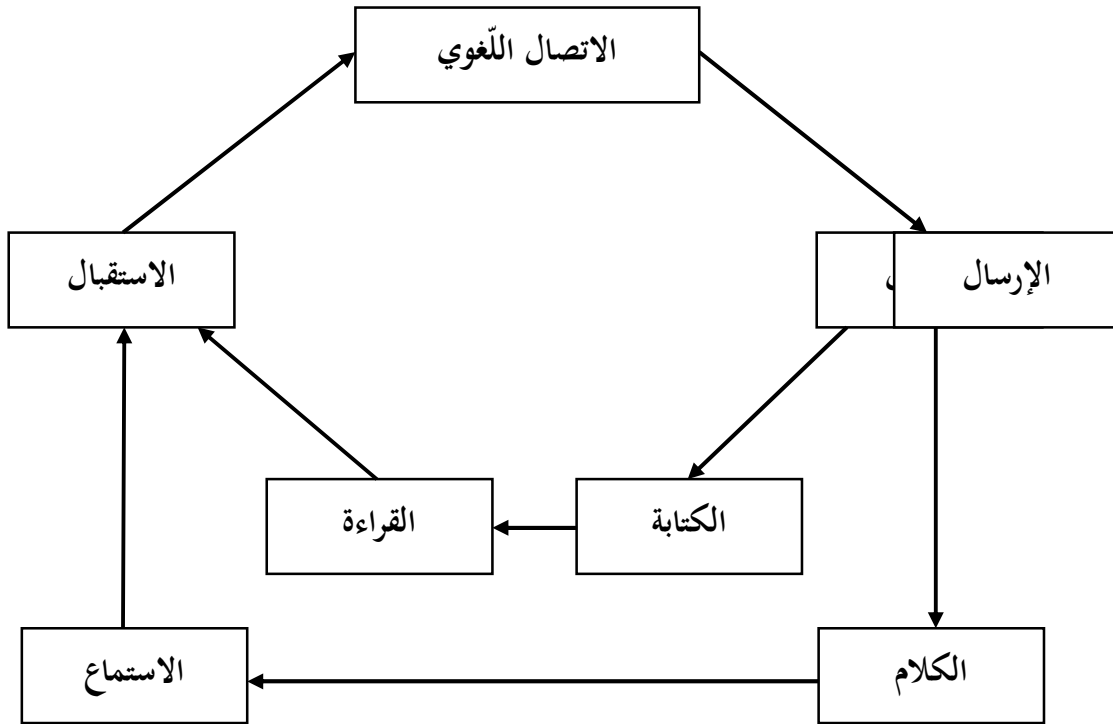 الاتصال اللّغوي
الإرسال
الاستقبال
الكتابة
القراءة
الكلام
الاستماع